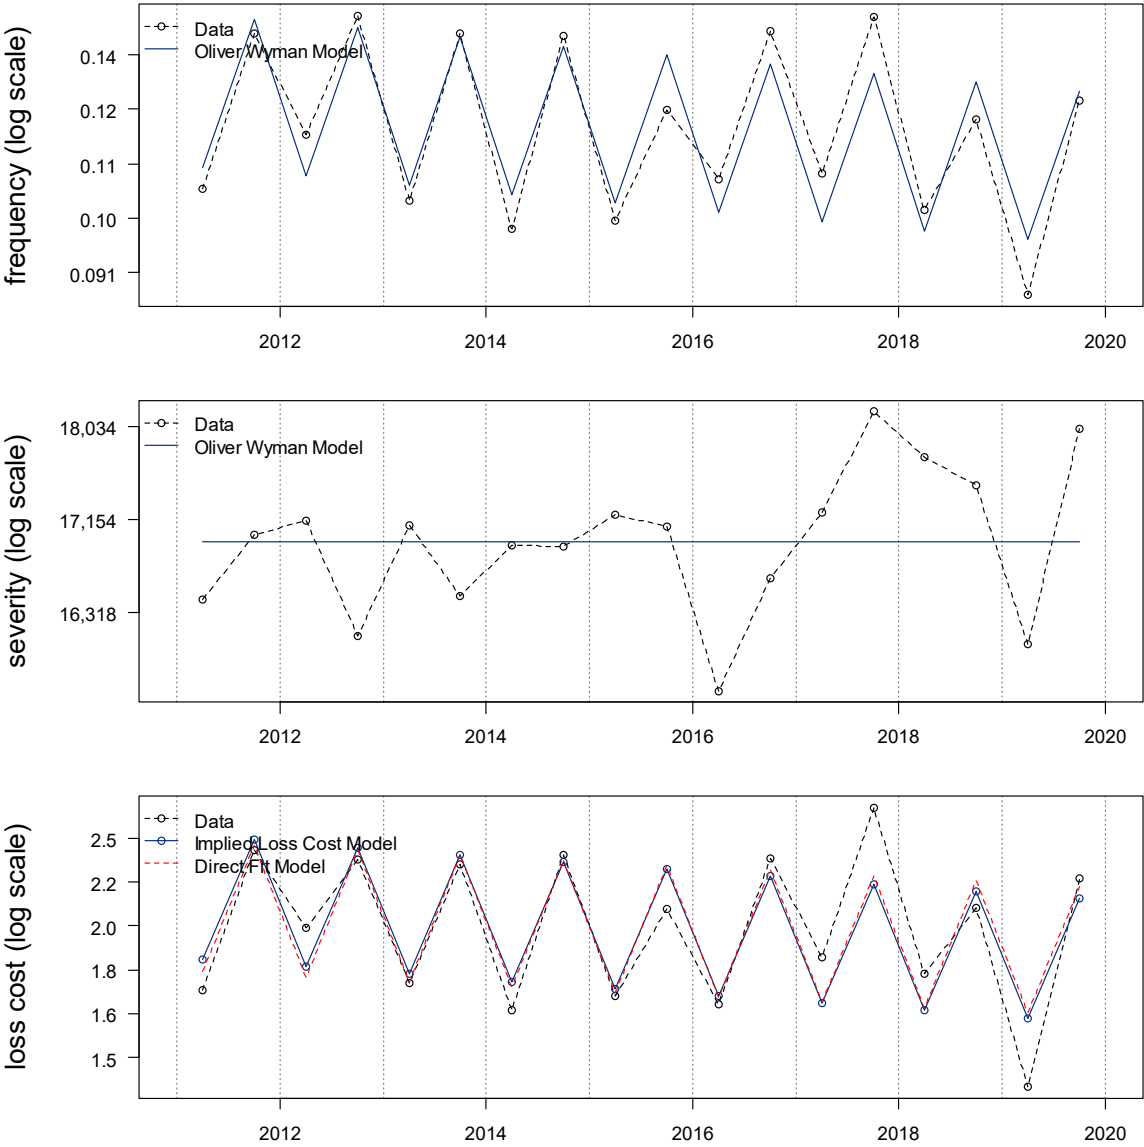 frequency (log scale)
Data
Oliver Wyman Model
0.14
0.12
0.11
0.10
0.091
2012 2014 2016 2018 2020
severity (log scale)
Data
Oliver Wyman Model
18,034
17,154
16,318
2012 2014 2016 2018 2020
loss cost (log scale)
Data
Implied Loss Cost Model
Direct Fit Model
2.5
2.2
2.0
1.8
1.6
1.5
2012 2014 2016 2018 2020